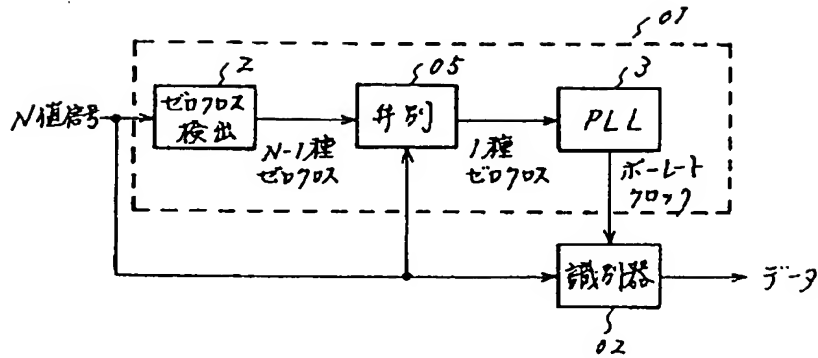 01
2
05
3
N値信号
ゼロクロス
検出
弁別
PLL
N-1種
ゼロクロス
1種
ゼロクロス
ボーレート
クロック
識別器
データ
02